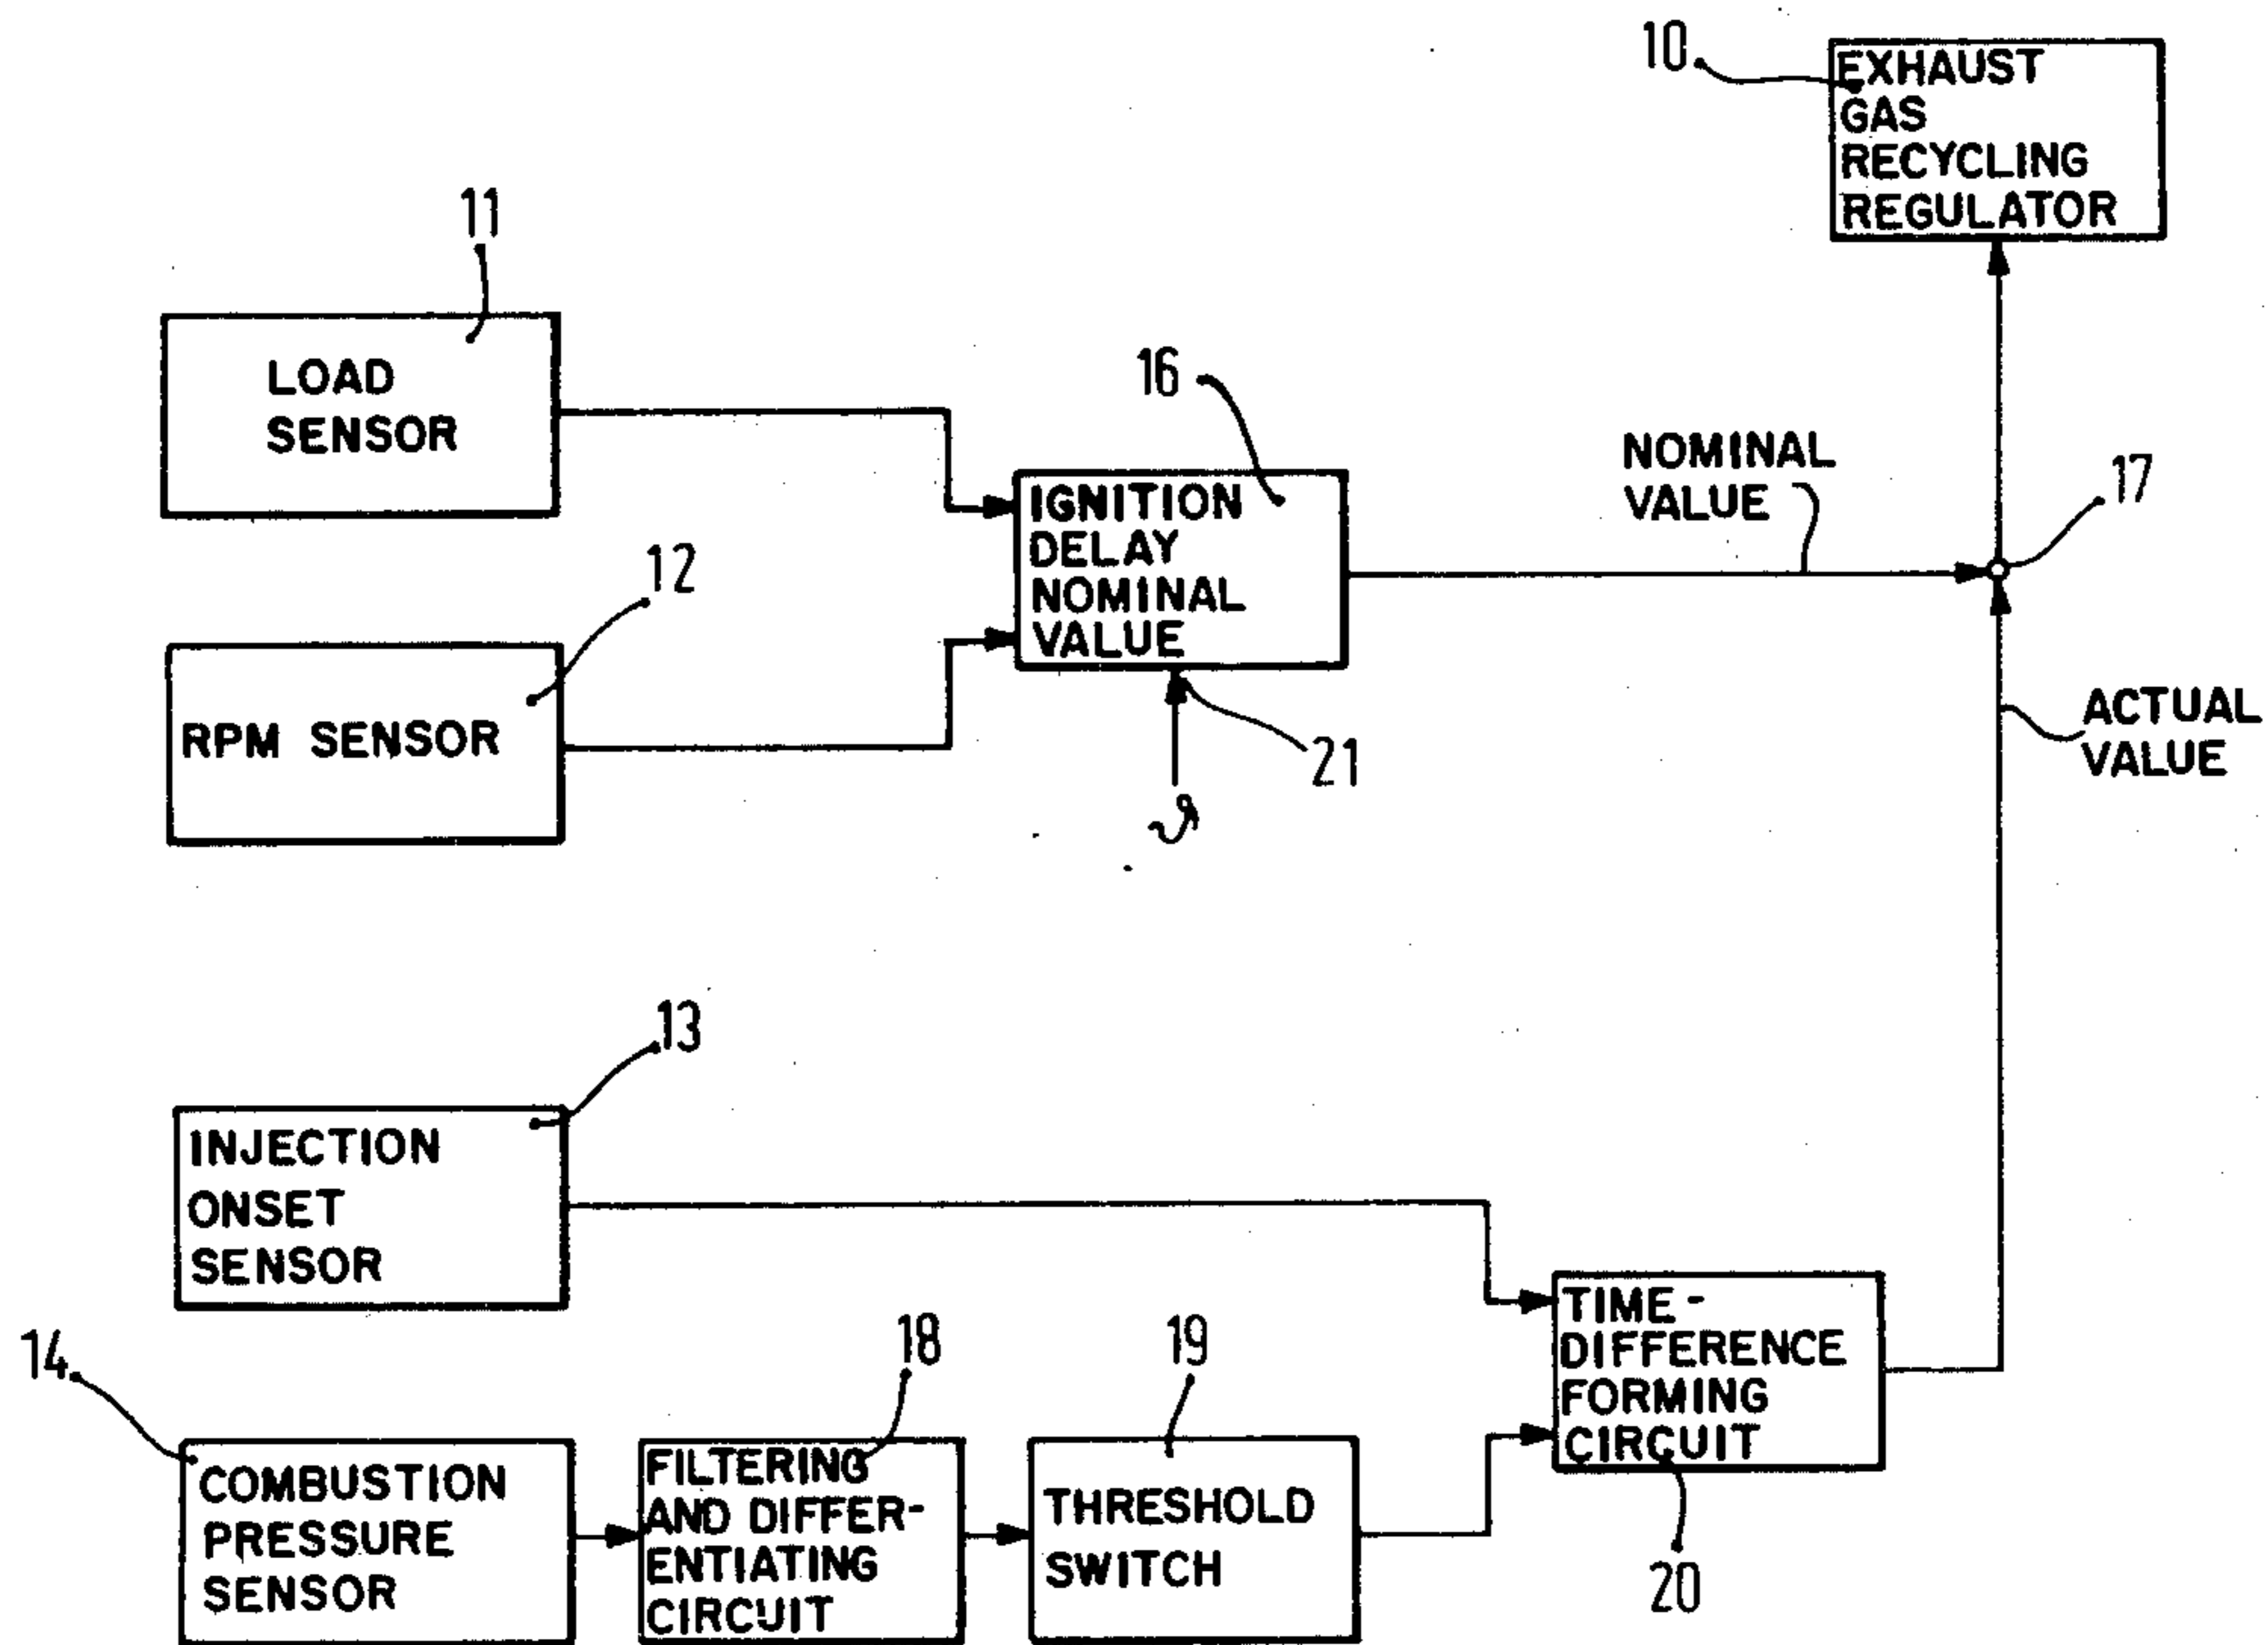 10
EXHAUST
GAS
RECYCLING
REGULATOR
11
LOAD
SENSOR
16
IGNITION
DELAY
NOMINAL
VALUE
NOMINAL
VALUE
17
12
RPM SENSOR
21
ϑ
ACTUAL
VALUE
13
INJECTION
ONSET
SENSOR
14
COMBUSTION
PRESSURE
SENSOR
18
FILTERING
AND DIFFER-
ENTIATING
CIRCUIT
19
THRESHOLD
SWITCH
TIME-
DIFFERENCE
FORMING
CIRCUIT
20